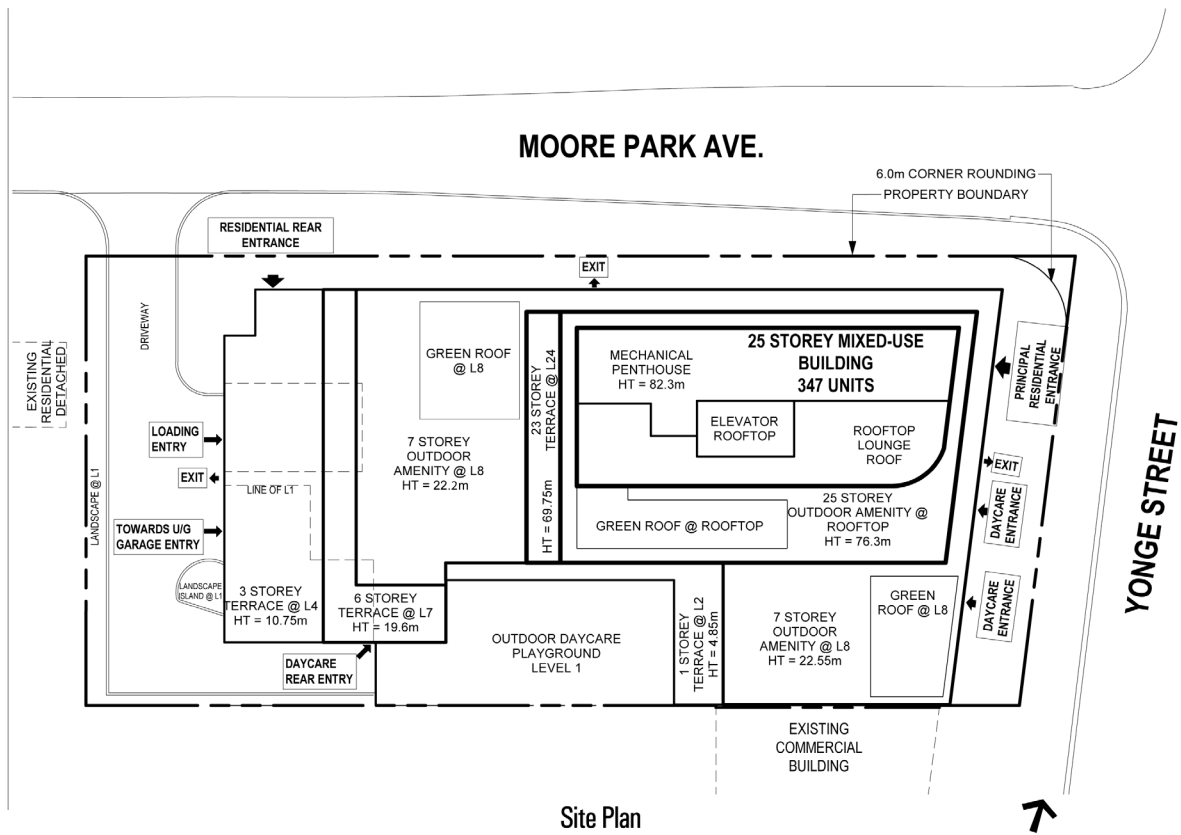 MOORE PARK AVE.
6.0m CORNER ROUNDING
PROPERTY BOUNDARY
RESIDENTIAL REAR
ENTRANCE
EXIT
DRIVEWAY
EXISTING
RESIDENTIAL
DETACHED
GREEN ROOF
@ L8
23 STOREY
TERRACE @ L24
HT = 69.75m
MECHANICAL
PENTHOUSE
HT = 82.3m
25 STOREY MIXED-USE
BUILDING
347 UNITS
PRINCIPAL
RESIDENTIAL
ENTRANCE
ELEVATOR
ROOFTOP
ROOFTOP
LOUNGE
ROOF
LOADING
ENTRY
7 STOREY
OUTDOOR
AMENITY @ L8
HT = 22.2m
EXIT
EXIT
LINE OF L1
LANDSCAPE @ L1
TOWARDS U/G
GARAGE ENTRY
GREEN ROOF @ ROOFTOP
25 STOREY
OUTDOOR AMENITY @
ROOFTOP
HT = 76.3m
DAYCARE
ENTRANCE
YONGE STREET
LANDSCAPE
ISLAND @ L1
3 STOREY
TERRACE @ L4
HT = 10.75m
6 STOREY
TERRACE @ L7
HT = 19.6m
OUTDOOR DAYCARE
PLAYGROUND
LEVEL 1
1 STOREY
TERRACE @ L2
HT = 4.85m
7 STOREY
OUTDOOR
AMENITY @ L8
HT = 22.55m
GREEN
ROOF @ L8
DAYCARE
ENTRANCE
DAYCARE
REAR ENTRY
EXISTING
COMMERCIAL
BUILDING
Site Plan